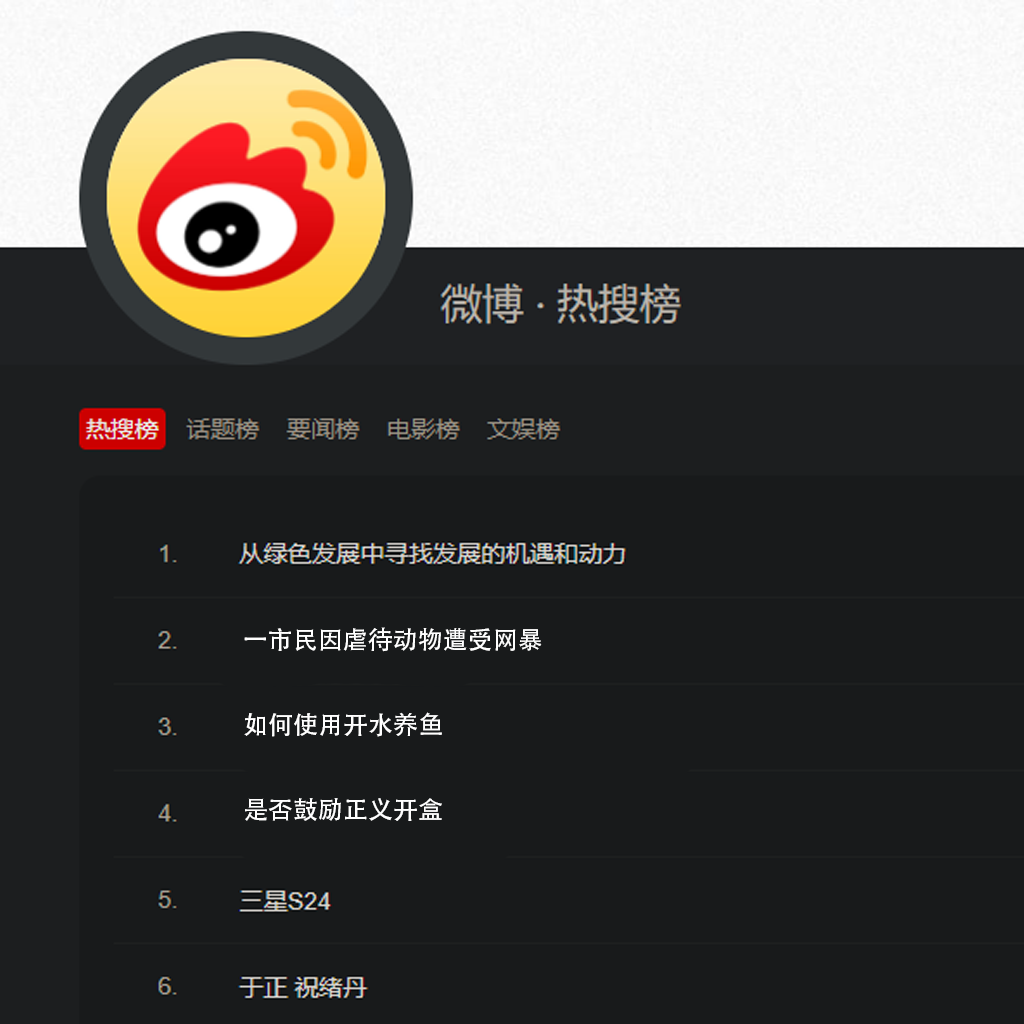 微博 · 热搜榜
热搜榜 话题榜 要闻榜 电影榜 文娱榜
1. 从绿色发展中寻找发展的机遇和动力
2. 一市民因虐待动物遭受网暴
3. 如何使用开水养鱼
4. 是否鼓励正义开盒
5. 三星S24
6. 于正 祝绪丹